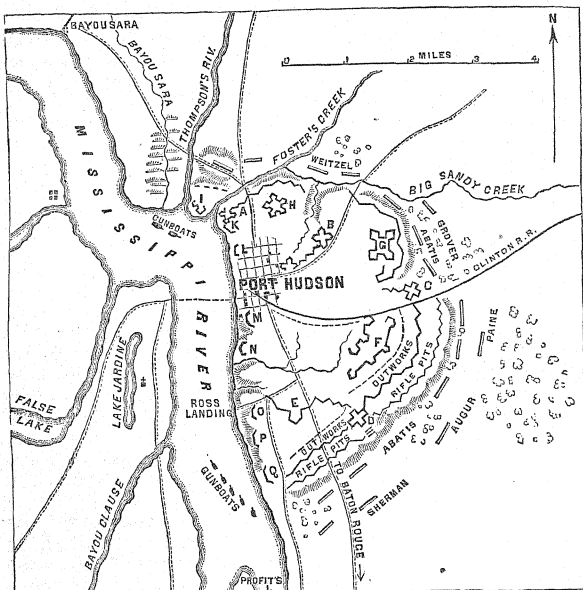 BAYOU SARA
BAYOU SARA
THOMPSON'S RIV.
N
MILES
0 1 2 3 4
FOSTER'S CREEK
WEITZEL
BIG SANDY CREEK
MISSISSIPPI RIVER
GUNBOATS
I
A
K
H
B
G
L
C
GROVER
ABATIS
CLINTON R.R.
PORT HUDSON
M
N
F
E
O
P
Q
D
OUTWORKS
RIFLE PITS
OUTWORKS
RIFLE PITS
PAINE
AUGUR
ABATIS
SHERMAN
LAKE JARDINE
FALSE
LAKE
ROSS
LANDING
GUNBOATS
BAYOU CLAUSE
TO BATON ROUGE
PROFIT'S